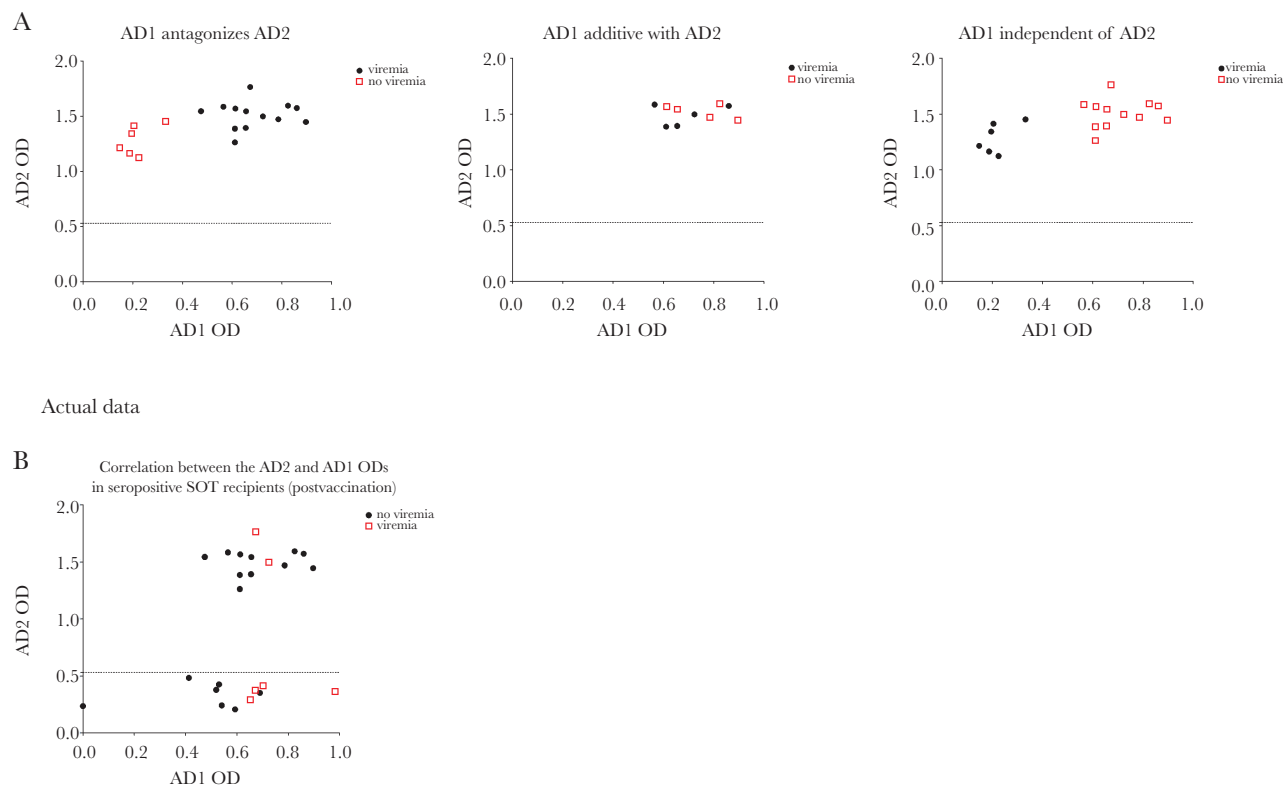 A
AD1 antagonizes AD2
2.0
1.5
1.0
0.5
0.0
AD2 OD
0.0 0.2 0.4 0.6 0.8 1.0
AD1 OD
viremia
no viremia
AD1 additive with AD2
2.0
1.5
1.0
0.5
0.0
AD2 OD
0.0 0.2 0.4 0.6 0.8 1.0
AD1 OD
viremia
no viremia
AD1 independent of AD2
2.0
1.5
1.0
0.5
0.0
AD2 OD
0.0 0.2 0.4 0.6 0.8 1.0
AD1 OD
viremia
no viremia
Actual data
B
Correlation between the AD2 and AD1 ODs
in seropositive SOT recipients (postvaccination)
2.0
1.5
1.0
0.5
0.0
AD2 OD
0.0 0.2 0.4 0.6 0.8 1.0
AD1 OD
no viremia
viremia